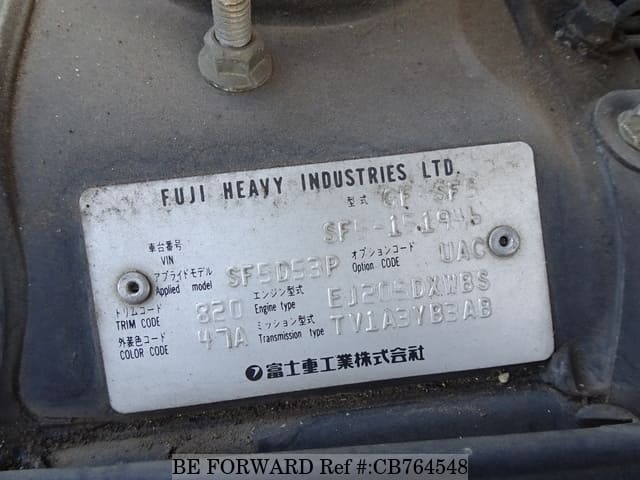 FUJI HEAVY INDUSTRIES LTD.
型式 GF-SF5
車台番号 VIN SF5-151945
アプライドモデル Applied model SF5D53P オプションコード Option CODE UAC
トリムコード TRIM CODE 820 エンジン型式 Engine type EJ205DXWBS
外装色コード COLOR CODE 47A ミッション型式 Transmission type TV1A3YB3AB
富士重工業株式会社
BE FORWARD Ref #:CB764548